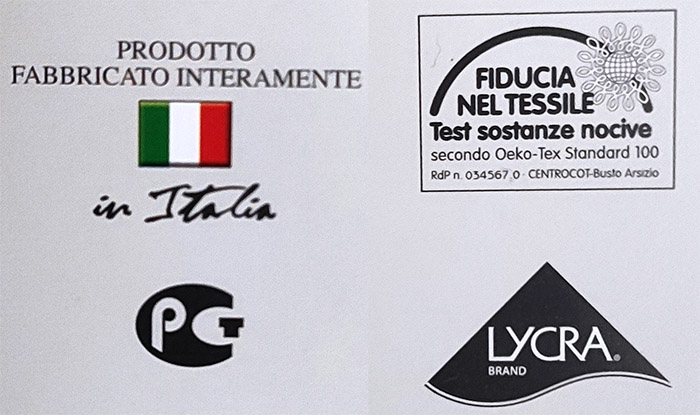 PRODOTTO
FABBRICATO INTERAMENTE
in Italia
РСТ
FIDUCIA
NEL TESSILE
Test sostanze nocive
secondo Oeko-Tex Standard 100
RdP n. 034567,0 · CENTROCOT-Busto Arsizio
LYCRA®
BRAND